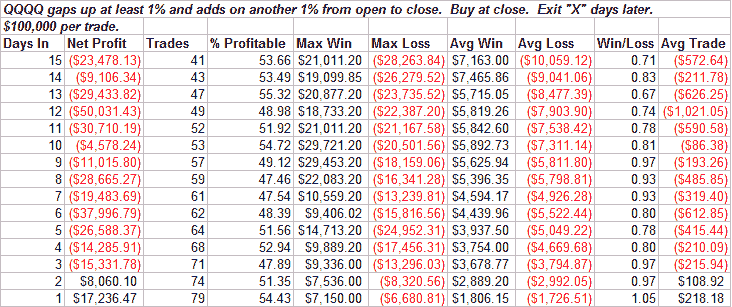 QQQQ gaps up at least 1% and adds on another 1% from open to close. Buy at close. Exit "X" days later.
$100,000 per trade.
Days In Net Profit Trades % Profitable Max Win Max Loss Avg Win Avg Loss Win/Loss Avg Trade
15 ($23,478.13) 41 53.66 $21,011.20 ($28,263.84) $7,163.00 ($10,059.12) 0.71 ($572.64)
14 ($9,106.34) 43 53.49 $19,099.85 ($26,279.52) $7,465.86 ($9,041.06) 0.83 ($211.78)
13 ($29,433.82) 47 55.32 $20,877.20 ($23,735.52) $5,715.05 ($8,477.39) 0.67 ($626.25)
12 ($50,031.43) 49 48.98 $18,733.20 ($22,387.20) $5,819.26 ($7,903.90) 0.74 ($1,021.05)
11 ($30,710.19) 52 51.92 $21,011.20 ($21,167.58) $5,842.60 ($7,538.42) 0.78 ($590.58)
10 ($4,578.24) 53 54.72 $29,721.20 ($20,501.56) $5,892.73 ($7,311.14) 0.81 ($86.38)
9 ($11,015.80) 57 49.12 $29,453.20 ($18,159.06) $5,625.94 ($5,811.80) 0.97 ($193.26)
8 ($28,665.27) 59 47.46 $22,083.20 ($16,341.28) $5,396.35 ($5,798.81) 0.93 ($485.85)
7 ($19,483.69) 61 47.54 $10,559.20 ($13,239.81) $4,594.17 ($4,926.28) 0.93 ($319.40)
6 ($37,996.79) 62 48.39 $9,406.02 ($15,816.56) $4,439.96 ($5,522.44) 0.80 ($612.85)
5 ($26,588.37) 64 51.56 $14,713.20 ($24,952.31) $3,937.50 ($5,049.22) 0.78 ($415.44)
4 ($14,285.91) 68 52.94 $9,889.20 ($17,456.31) $3,754.00 ($4,669.68) 0.80 ($210.09)
3 ($15,331.78) 71 47.89 $9,336.00 ($13,296.03) $3,678.77 ($3,794.87) 0.97 ($215.94)
2 $8,060.10 74 51.35 $7,536.00 ($8,320.56) $2,889.20 ($2,992.05) 0.97 $108.92
1 $17,236.47 79 54.43 $7,150.00 ($6,680.81) $1,806.15 ($1,726.51) 1.05 $218.18